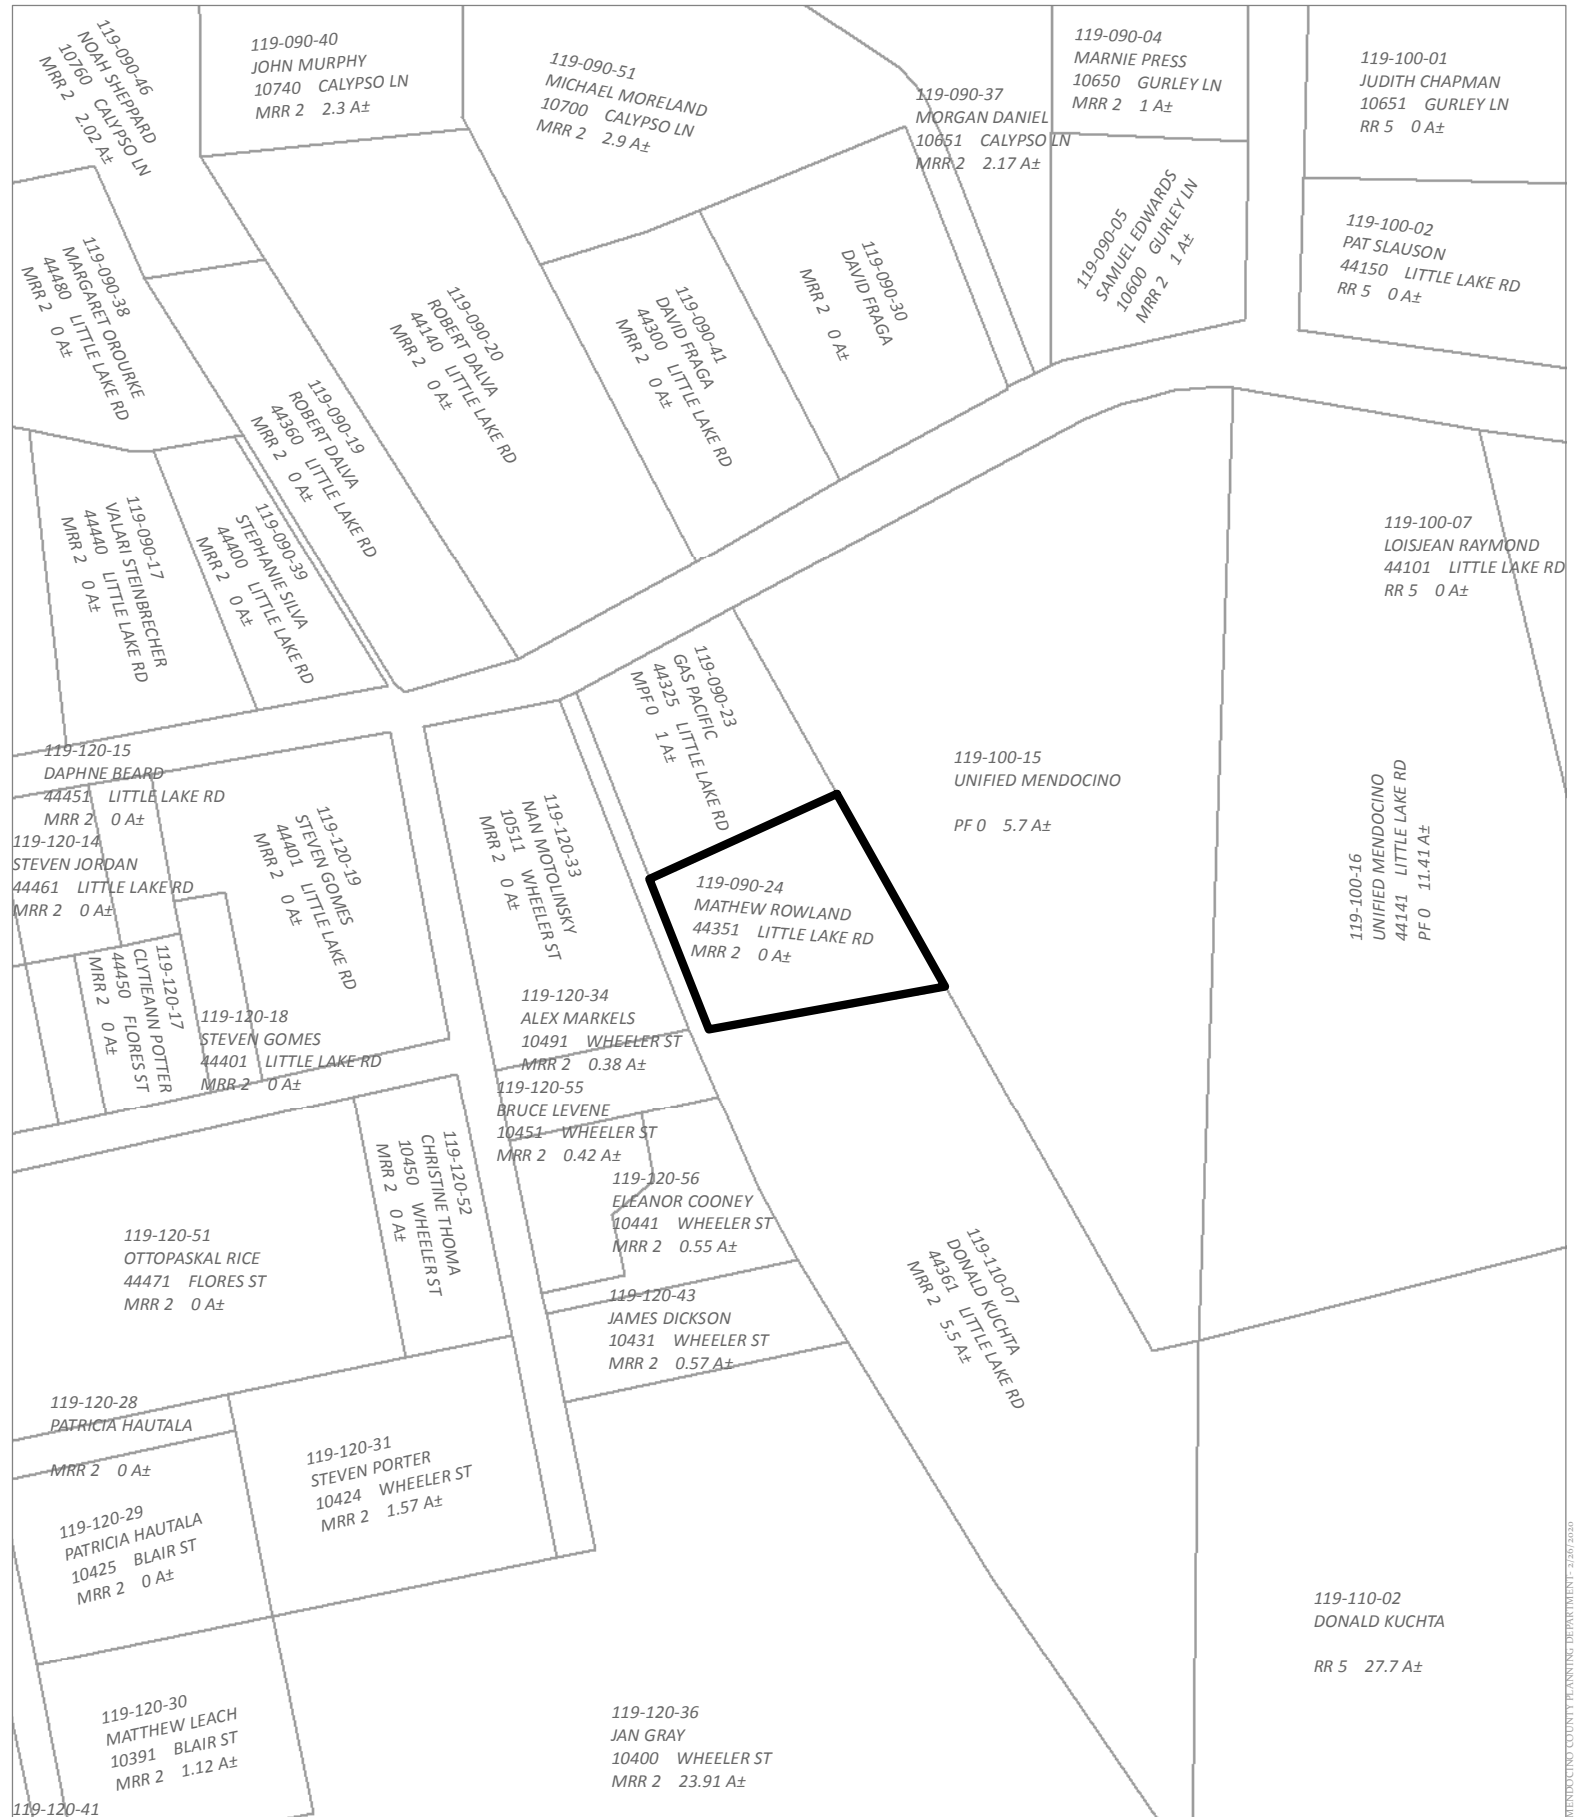 119-090-46
NOAH SHEPPARD
10760 CALYPSO LN
MRR 2 2.02 A±
119-090-40
JOHN MURPHY
10740 CALYPSO LN
MRR 2 2.3 A±
119-090-51
MICHAEL MORELAND
10700 CALYPSO LN
MRR 2 2.9 A±
119-090-37
MORGAN DANIEL
10651 CALYPSO LN
MRR 2 2.17 A±
119-090-04
MARNIE PRESS
10650 GURLEY LN
MRR 2 1 A±
119-100-01
JUDITH CHAPMAN
10651 GURLEY LN
RR 5 0 A±
119-090-05
SAMUEL EDWARDS
10600 GURLEY LN
MRR 2 1 A±
119-100-02
PAT SLAUSON
44150 LITTLE LAKE RD
RR 5 0 A±
119-090-38
MARGARET OROURKE
44480 LITTLE LAKE RD
MRR 2 0 A±
119-090-20
ROBERT DALVA
44140 LITTLE LAKE RD
MRR 2 0 A±
119-090-41
DAVID FRAGA
44300 LITTLE LAKE RD
MRR 2 0 A±
119-090-30
DAVID FRAGA
MRR 2 0 A±
119-090-19
ROBERT DALVA
44360 LITTLE LAKE RD
MRR 2 0 A±
119-090-17
VALARI STEINBRECHER
44440 LITTLE LAKE RD
MRR 2 0 A±
119-090-39
STEPHANIE SILVA
44400 LITTLE LAKE RD
MRR 2 0 A±
119-100-07
LOISJEAN RAYMOND
44101 LITTLE LAKE RD
RR 5 0 A±
119-090-23
GAS PACIFIC
44325 LITTLE LAKE RD
MPF 0 1 A±
119-100-15
UNIFIED MENDOCINO
PF 0 5.7 A±
119-100-16
UNIFIED MENDOCINO
44141 LITTLE LAKE RD
PF 0 11.41 A±
119-120-15
DAPHNE BEARD
44451 LITTLE LAKE RD
MRR 2 0 A±
119-120-14
STEVEN JORDAN
44461 LITTLE LAKE RD
MRR 2 0 A±
119-120-19
STEVEN GOMES
44401 LITTLE LAKE RD
MRR 2 0 A±
119-120-33
NAN MOTOLINSKY
10511 WHEELER ST
MRR 2 0 A±
119-090-24
MATHEW ROWLAND
44351 LITTLE LAKE RD
MRR 2 0 A±
119-120-17
CLYTIEANN POTTER
44450 FLORES ST
MRR 2 0 A±
119-120-18
STEVEN GOMES
44401 LITTLE LAKE RD
MRR 2 0 A±
119-120-34
ALEX MARKELS
10491 WHEELER ST
MRR 2 0.38 A±
119-120-55
BRUCE LEVENE
10451 WHEELER ST
MRR 2 0.42 A±
119-120-52
CHRISTINE THOMA
10450 WHEELER ST
MRR 2 0 A±
119-120-56
ELEANOR COONEY
10441 WHEELER ST
MRR 2 0.55 A±
119-120-51
OTTOPASKAL RICE
44471 FLORES ST
MRR 2 0 A±
119-110-07
DONALD KUCHTA
44361 LITTLE LAKE RD
MRR 2 5.5 A±
119-120-43
JAMES DICKSON
10431 WHEELER ST
MRR 2 0.57 A±
119-120-28
PATRICIA HAUTALA
MRR 2 0 A±
119-120-31
STEVEN PORTER
10424 WHEELER ST
MRR 2 1.57 A±
119-120-29
PATRICIA HAUTALA
10425 BLAIR ST
MRR 2 0 A±
119-110-02
DONALD KUCHTA
RR 5 27.7 A±
119-120-30
MATTHEW LEACH
10391 BLAIR ST
MRR 2 1.12 A±
119-120-36
JAN GRAY
10400 WHEELER ST
MRR 2 23.91 A±
119-120-41
MENDOCINO COUNTY PLANNING DEPARTMENT- 2/26/2020